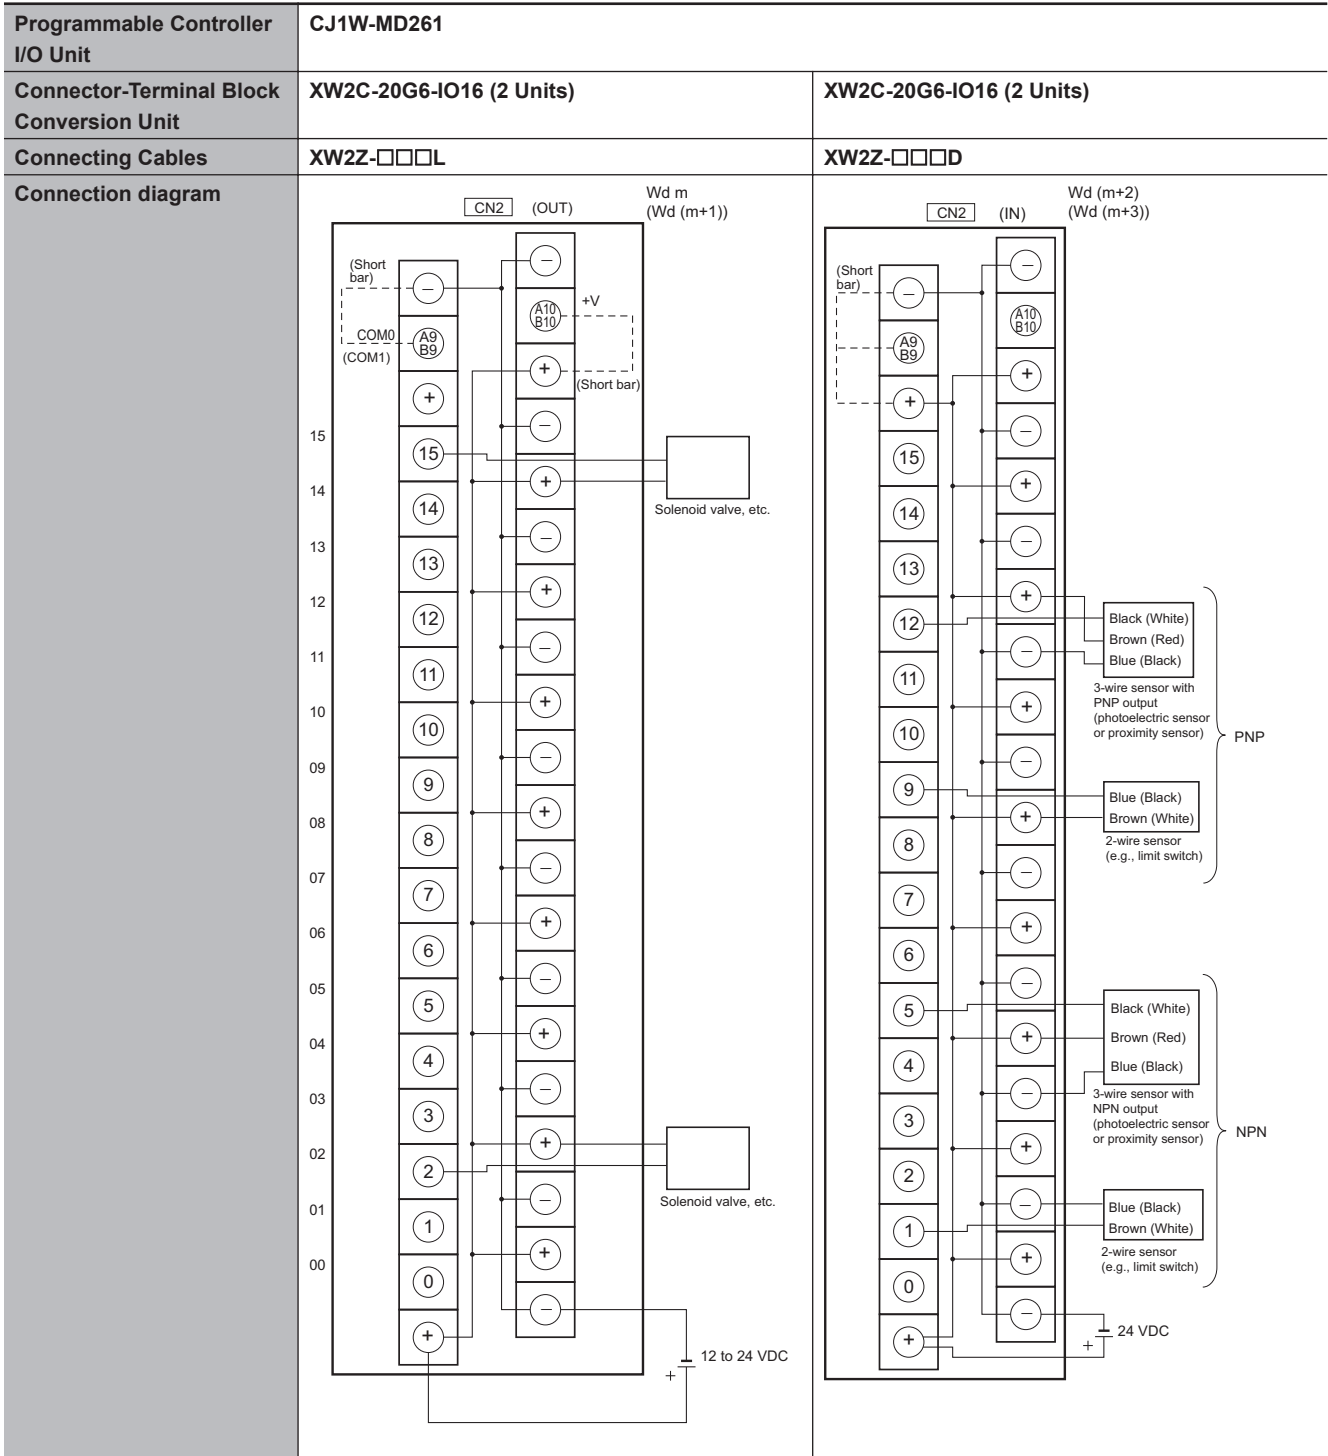 Programmable Controller
I/O Unit
CJ1W-MD261
Connector-Terminal Block
Conversion Unit
XW2C-20G6-IO16 (2 Units)
XW2C-20G6-IO16 (2 Units)
Connecting Cables
XW2Z-□□□L
XW2Z-□□□D
Connection diagram
CN2
(OUT)
Wd m
(Wd (m+1))
(Short
bar)
−
COM0
(COM1)
A9
B9
+
15
14
13
12
11
10
9
8
7
6
5
4
3
2
1
0
+
15
14
13
12
11
10
09
08
07
06
05
04
03
02
01
00
−
A10
B10
+V
+
(Short bar)
−
+
−
+
−
+
−
+
−
+
−
+
−
+
−
+
−
Solenoid valve, etc.
Solenoid valve, etc.
+
12 to 24 VDC
CN2
(IN)
Wd (m+2)
(Wd (m+3))
(Short
bar)
−
A9
B9
+
15
14
13
12
11
10
9
8
7
6
5
4
3
2
1
0
+
−
A10
B10
+
−
+
−
+
−
+
−
+
−
+
−
+
−
+
−
+
−
Black (White)
Brown (Red)
Blue (Black)
3-wire sensor with
PNP output
(photoelectric sensor
or proximity sensor)
PNP
Blue (Black)
Brown (White)
2-wire sensor
(e.g., limit switch)
Black (White)
Brown (Red)
Blue (Black)
3-wire sensor with
NPN output
(photoelectric sensor
or proximity sensor)
NPN
Blue (Black)
Brown (White)
2-wire sensor
(e.g., limit switch)
+
24 VDC